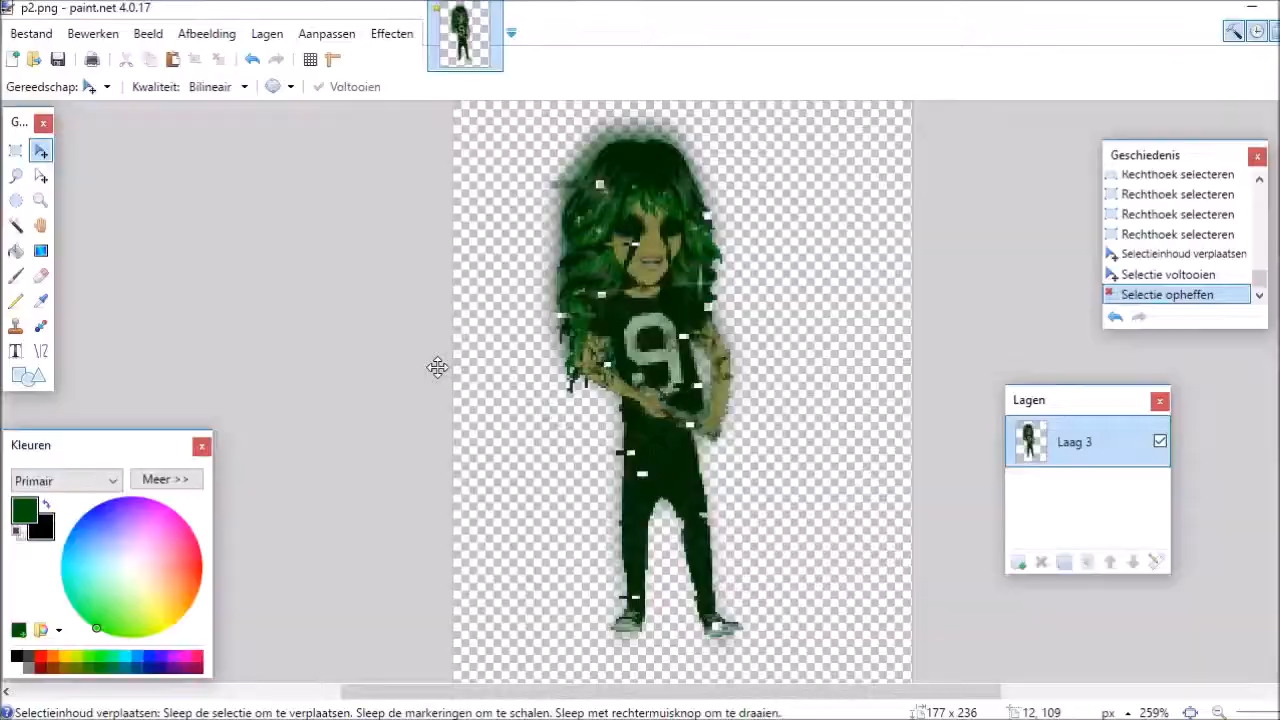 p2.png - paint.net 4.0.17
Bestand Bewerken Beeld Afbeelding Lagen Aanpassen Effecten
Gereedschap: Kwaliteit: Bilineair Voltooien
G...
Geschiedenis
Rechthoek selecteren
Rechthoek selecteren
Rechthoek selecteren
Rechthoek selecteren
Selectieinhoud verplaatsen
Selectie voltooien
Selectie opheffen
9
Lagen
Laag 3
Kleuren
Primair Meer >>
Selectieinhoud verplaatsen: Sleep de selectie om te verplaatsen. Sleep de markeringen om te schalen. Sleep met rechtermuisknop om te draaien. 177 x 236 12, 109 px 259%